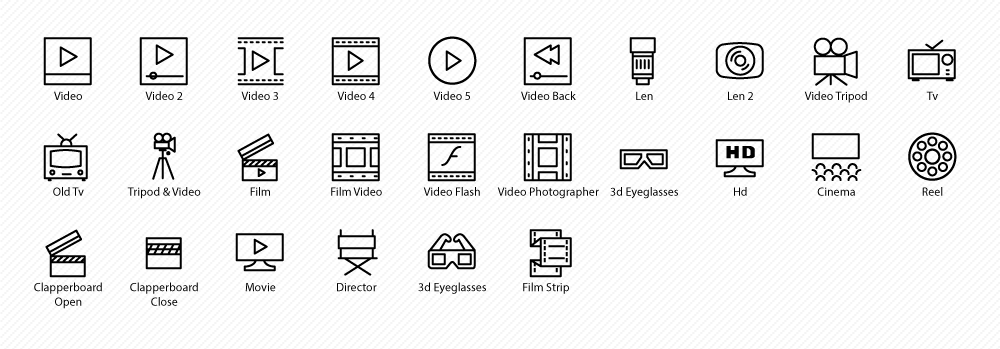 Video
Video 2
Video 3
Video 4
Video 5
Video Back
Len
Len 2
Video Tripod
Tv
Old Tv
Tripod & Video
Film
Film Video
Video Flash
Video Photographer
3d Eyeglasses
HD
Hd
Cinema
Reel
Clapperboard
Open
Clapperboard
Close
Movie
Director
3d Eyeglasses
Film Strip